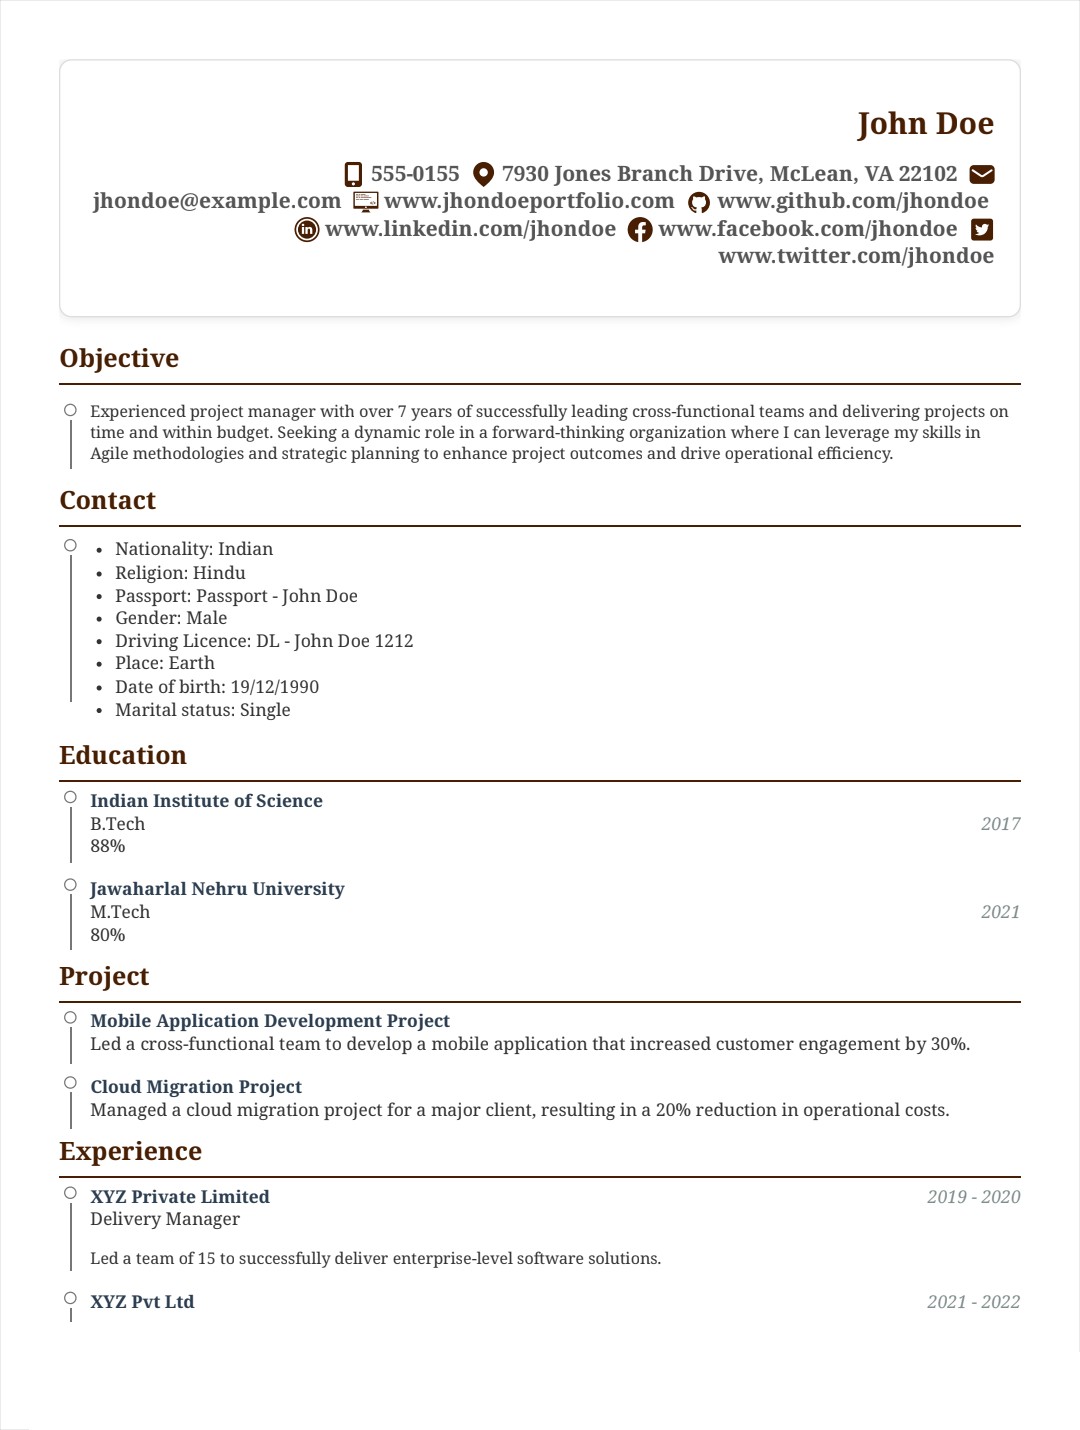 John Doe
555-0155 7930 Jones Branch Drive, McLean, VA 22102
jhondoe@example.com www.jhondoeportfolio.com www.github.com/jhondoe
www.linkedin.com/jhondoe www.facebook.com/jhondoe
www.twitter.com/jhondoe
Objective
Experienced project manager with over 7 years of successfully leading cross-functional teams and delivering projects on
time and within budget. Seeking a dynamic role in a forward-thinking organization where I can leverage my skills in
Agile methodologies and strategic planning to enhance project outcomes and drive operational efficiency.
Contact
• Nationality: Indian
• Religion: Hindu
• Passport: Passport - John Doe
• Gender: Male
• Driving Licence: DL - John Doe 1212
• Place: Earth
• Date of birth: 19/12/1990
• Marital status: Single
Education
Indian Institute of Science
B.Tech 2017
88%
Jawaharlal Nehru University
M.Tech 2021
80%
Project
Mobile Application Development Project
Led a cross-functional team to develop a mobile application that increased customer engagement by 30%.
Cloud Migration Project
Managed a cloud migration project for a major client, resulting in a 20% reduction in operational costs.
Experience
XYZ Private Limited 2019 - 2020
Delivery Manager
Led a team of 15 to successfully deliver enterprise-level software solutions.
XYZ Pvt Ltd 2021 - 2022